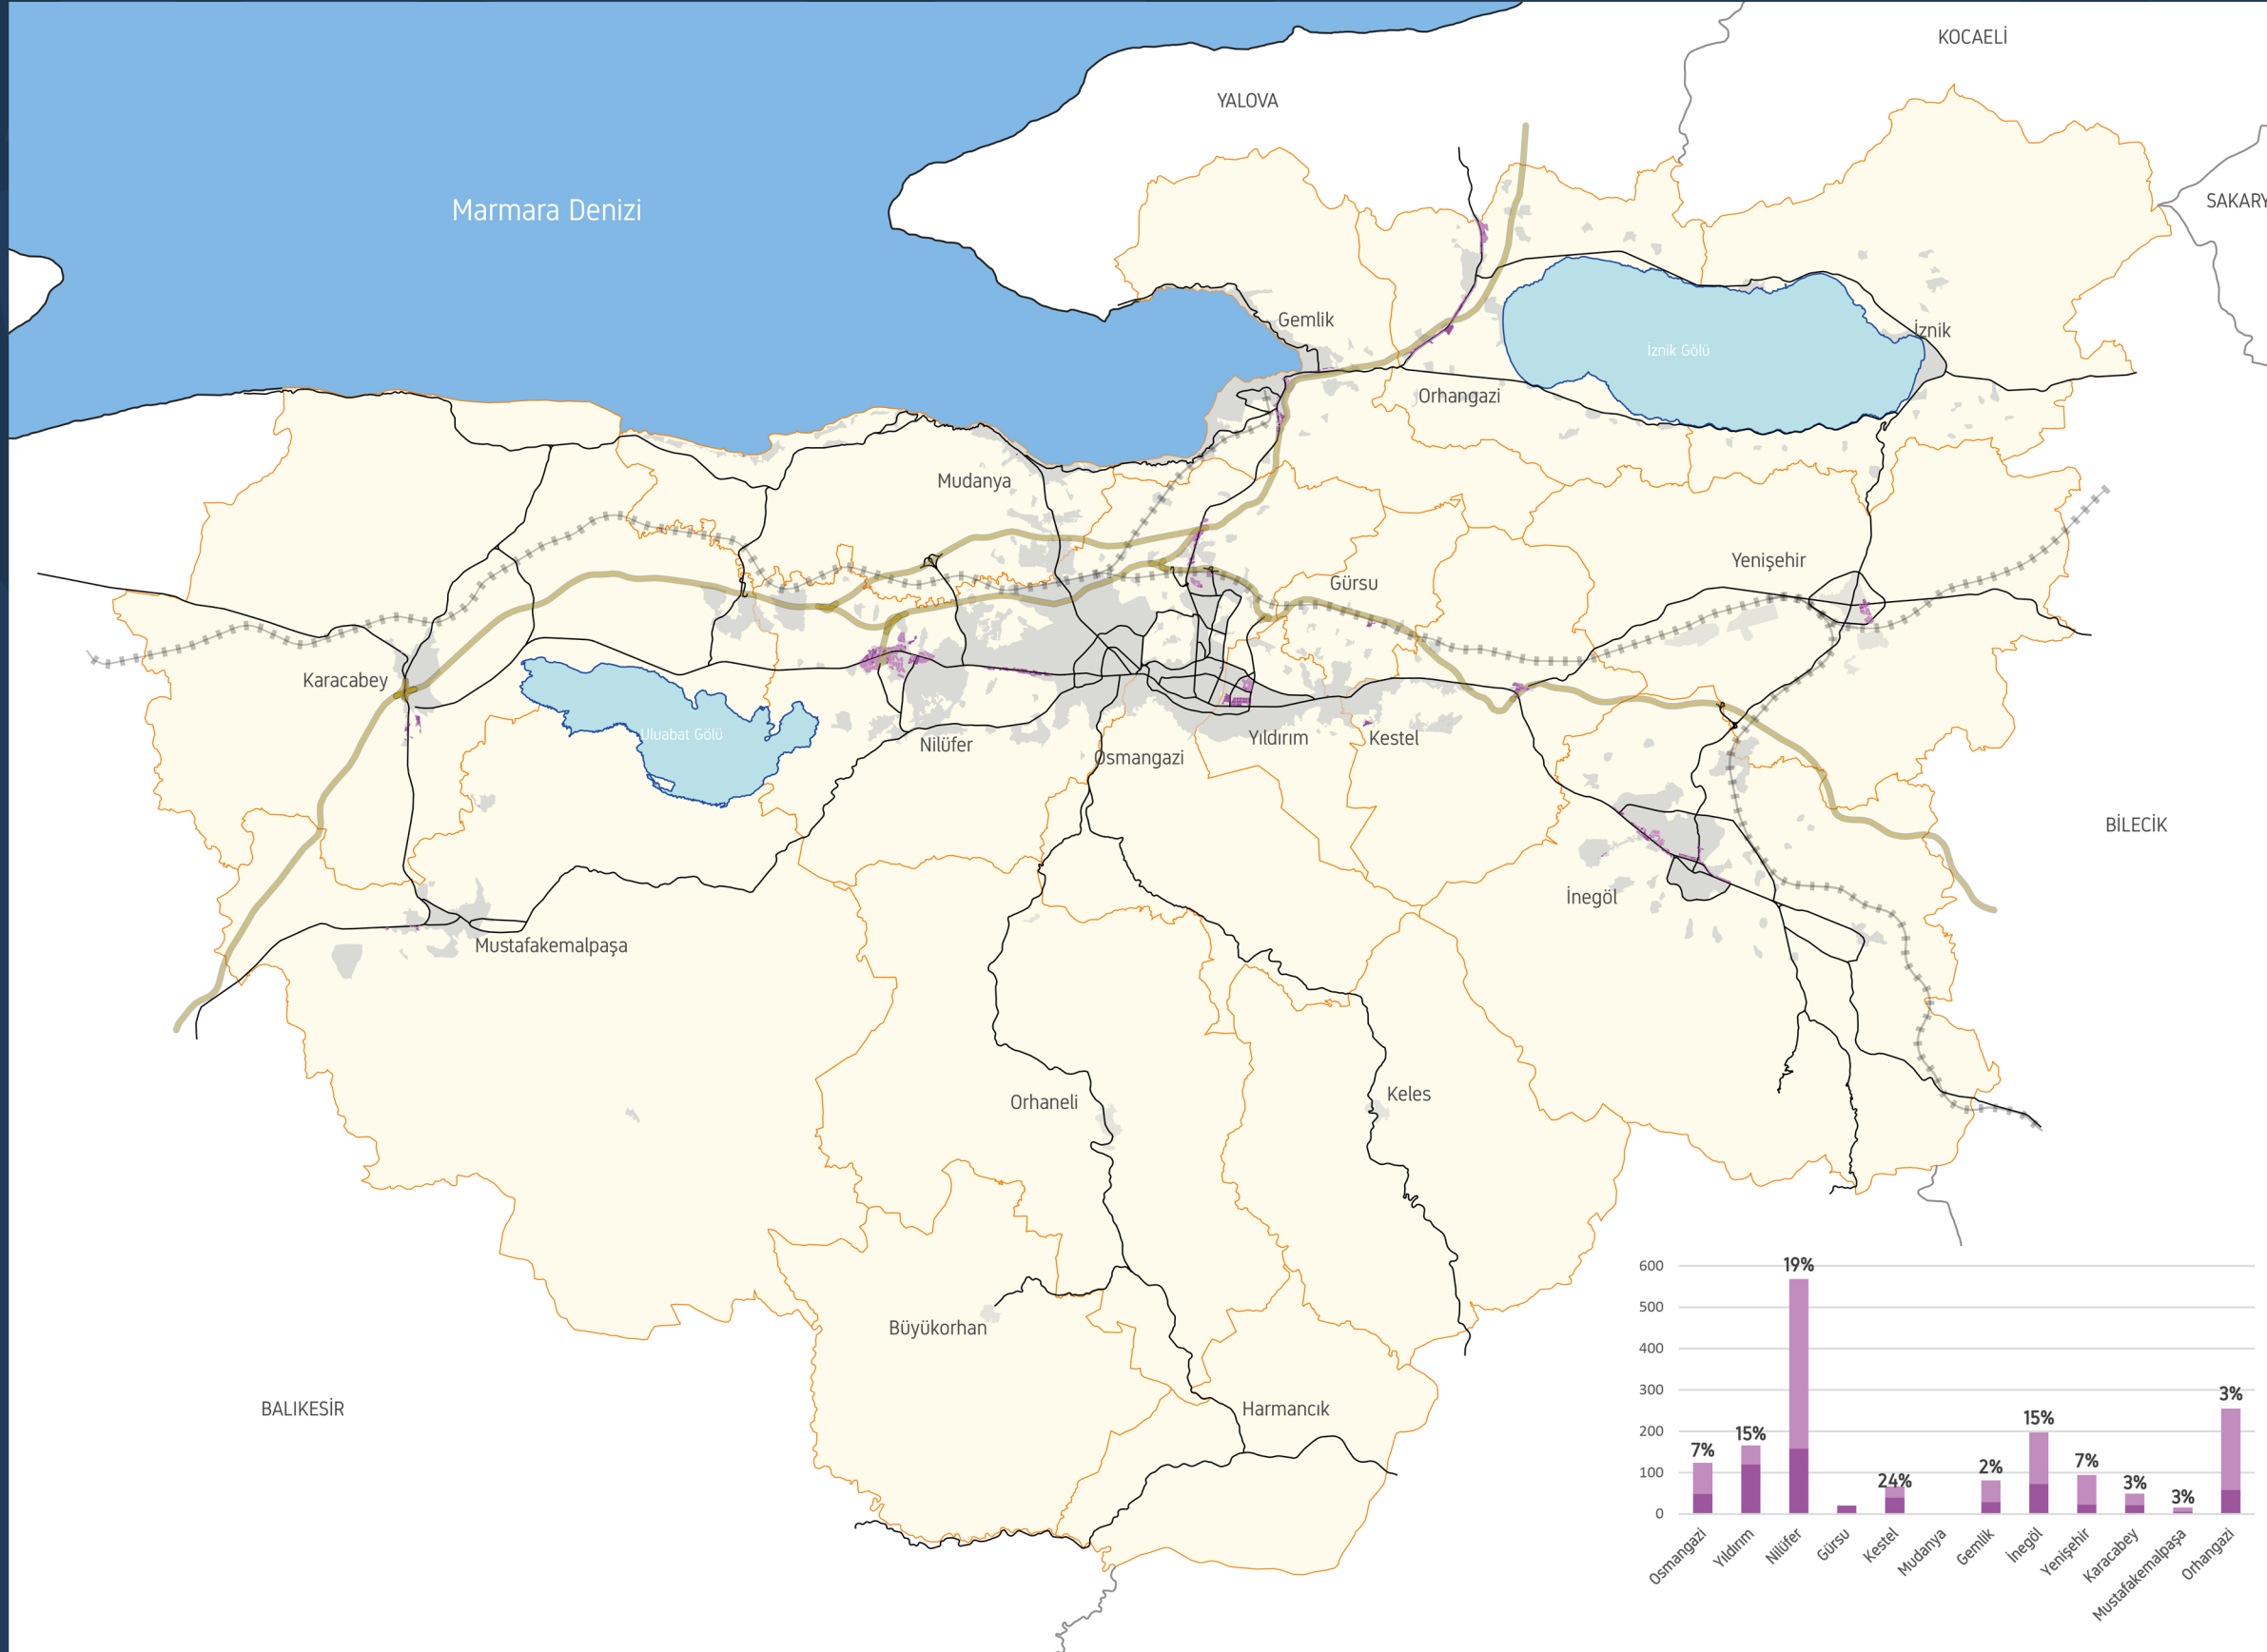 KOCAELİ
YALOVA
SAKARY
Marmara Denizi
Gemlik
İznik
İznik Gölü
Orhangazi
Mudanya
Yenişehir
Gürsu
Karacabey
Uluabat Gölü
Nilüfer
Yıldırım
Kestel
Osmangazi
BİLECİK
İnegöl
Mustafakemalpaşa
Orhaneli
Keles
Büyükorhan
BALIKESİR
Harmancık
600
500
400
300
200
100
0
7%
15%
19%
24%
2%
15%
7%
3%
3%
3%
Osmangazi
Yıldırım
Nilüfer
Gürsu
Kestel
Mudanya
Gemlik
İnegöl
Yenişehir
Karacabey
Mustafakemalpaşa
Orhangazi